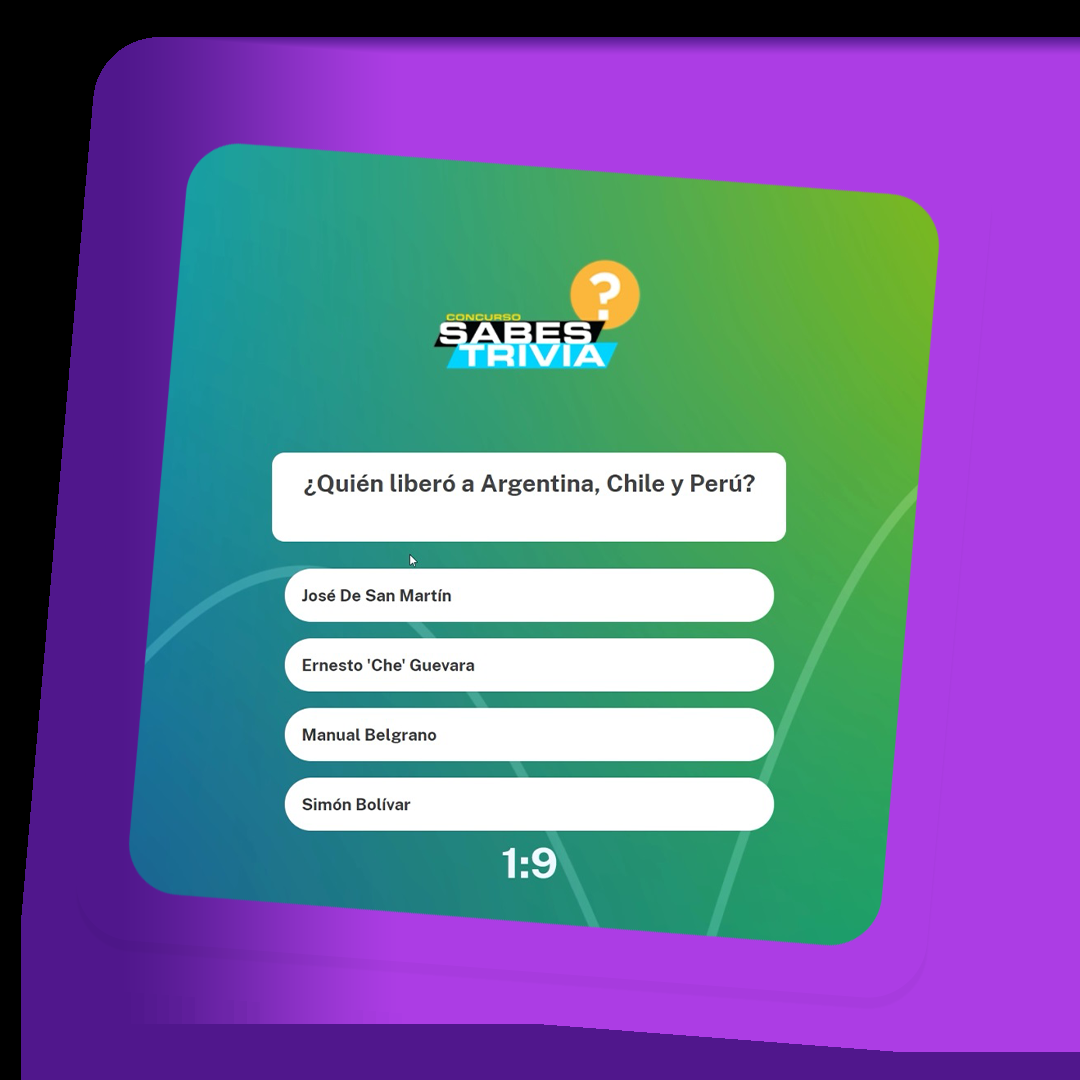 ?
CONCURSO
SABES
TRIVIA
¿Quién liberó a Argentina, Chile y Perú?
José De San Martín
Ernesto 'Che' Guevara
Manual Belgrano
Simón Bolívar
1:9